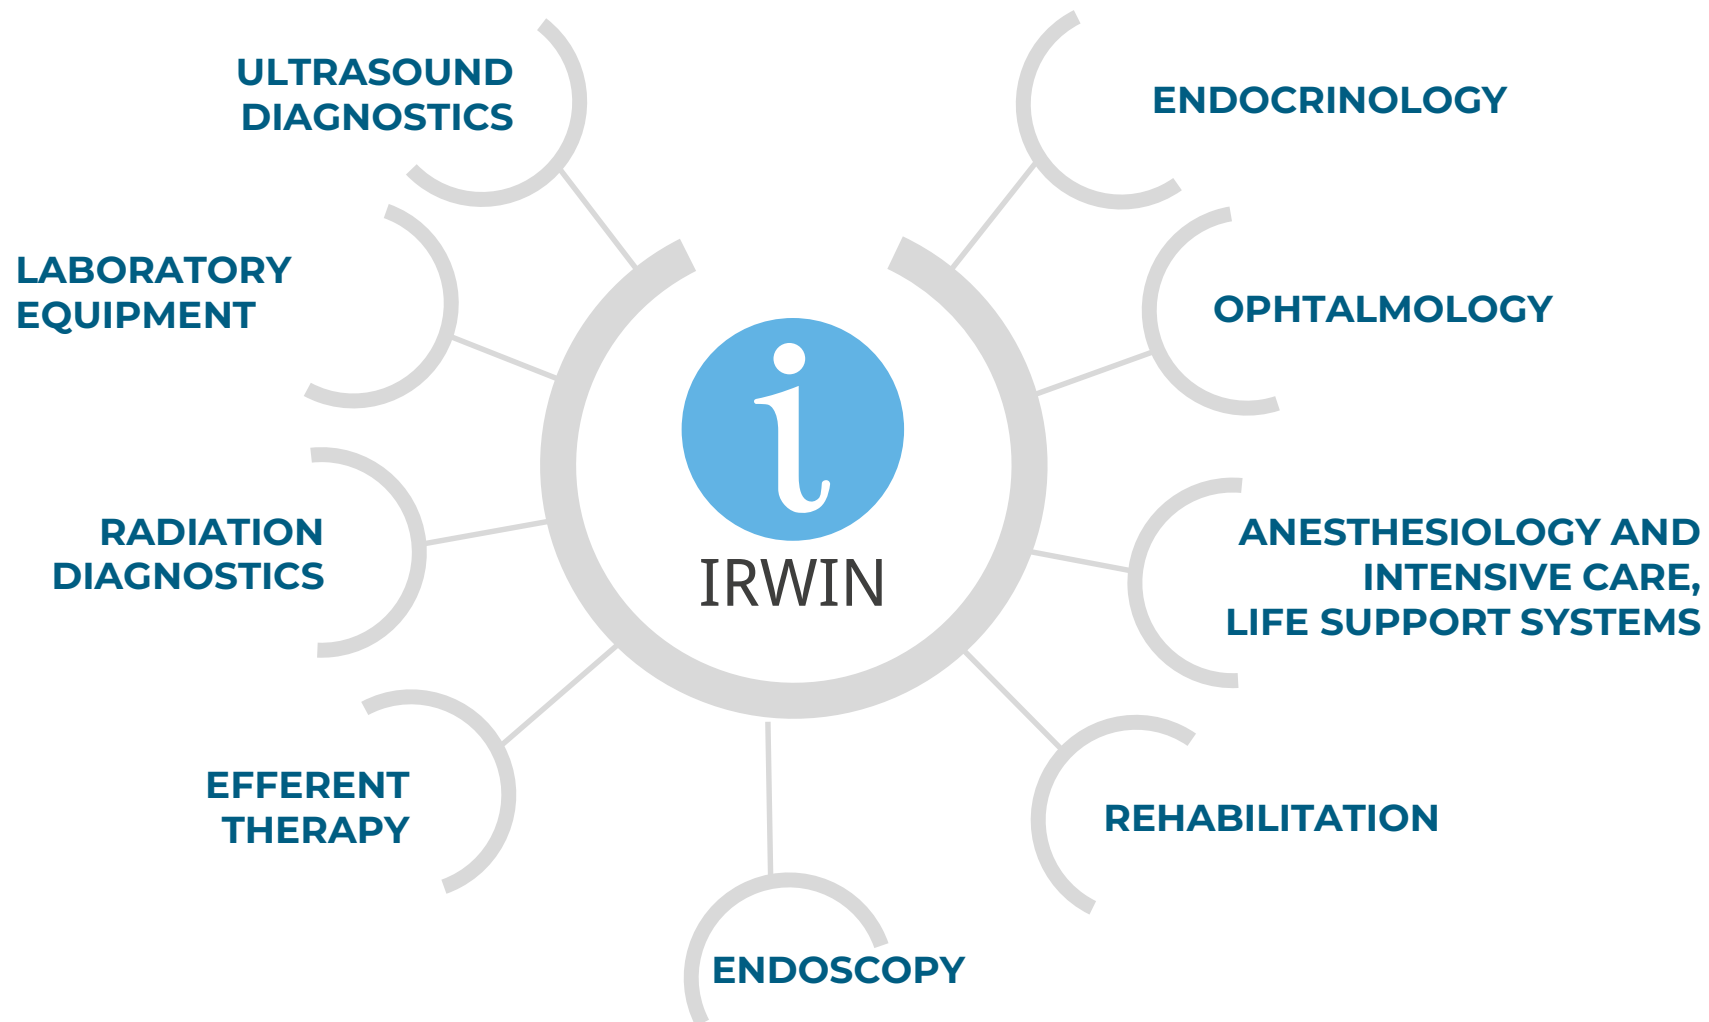 ULTRASOUND
DIAGNOSTICS
ENDOCRINOLOGY
LABORATORY
EQUIPMENT
OPHTALMOLOGY
i
IRWIN
RADIATION
DIAGNOSTICS
ANESTHESIOLOGY AND
INTENSIVE CARE,
LIFE SUPPORT SYSTEMS
EFFERENT
THERAPY
REHABILITATION
ENDOSCOPY